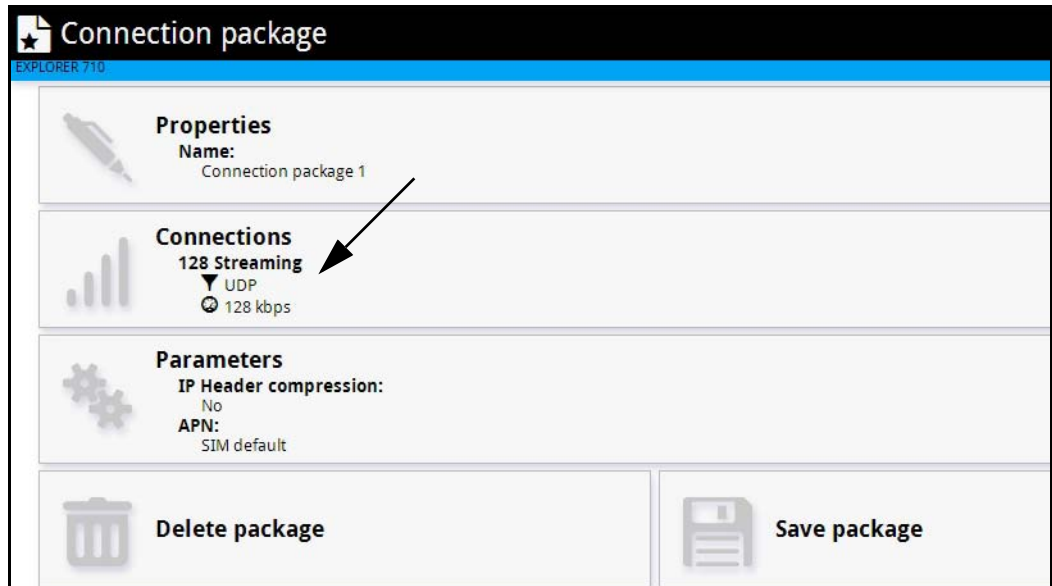 Connection package
EXPLORER 710
Properties
Name:
Connection package 1
Connections
128 Streaming
UDP
128 kbps
Parameters
IP Header compression:
No
APN:
SIM default
Delete package
Save package